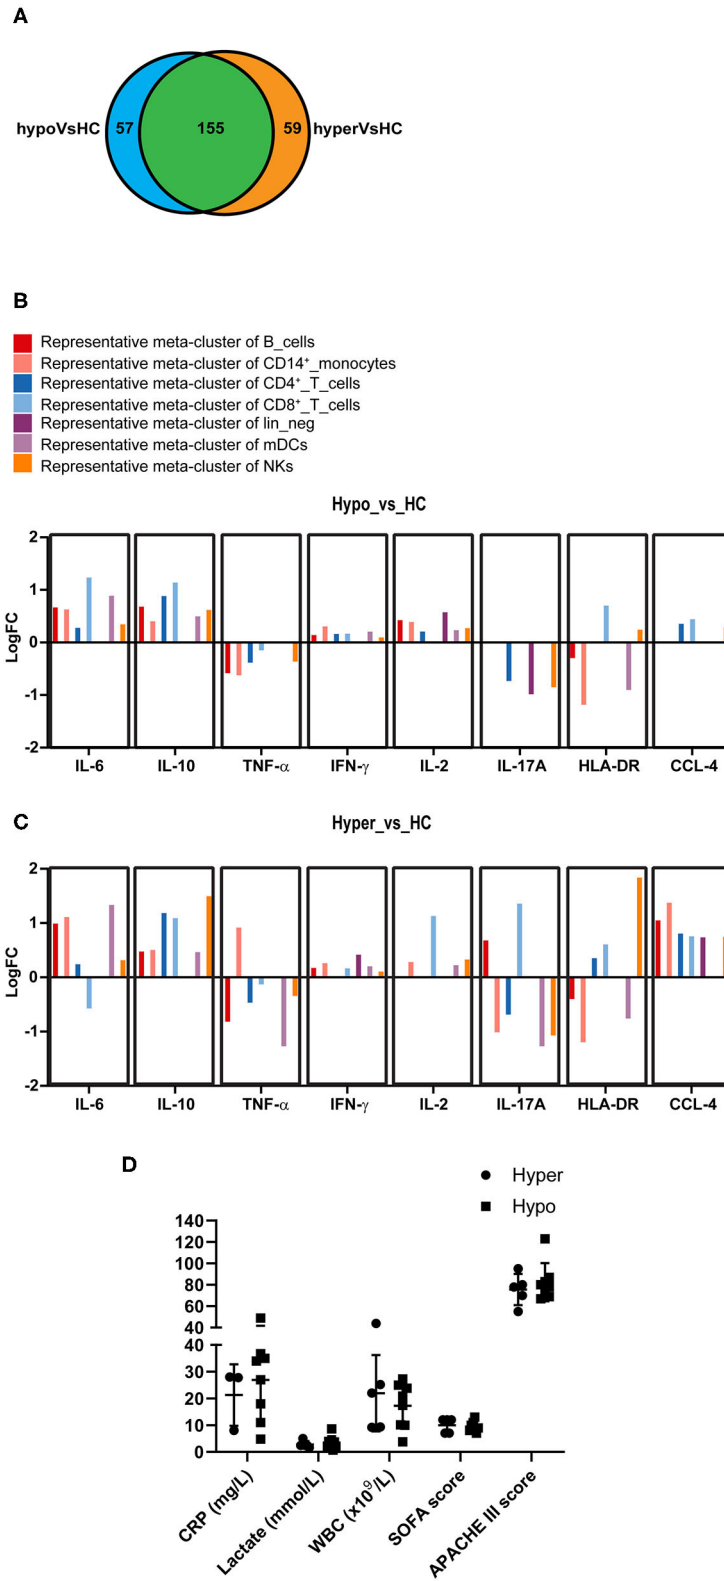 A
hypoVsHC 57 155 59 hyperVsHC
B
Representative meta-cluster of B_cells
Representative meta-cluster of CD14⁺_monocytes
Representative meta-cluster of CD4⁺_T_cells
Representative meta-cluster of CD8⁺_T_cells
Representative meta-cluster of lin_neg
Representative meta-cluster of mDCs
Representative meta-cluster of NKs
Hypo_vs_HC
2
1
0
-1
-2
LogFC
IL-6 IL-10 TNF-α IFN-γ IL-2 IL-17A HLA-DR CCL-4
C
Hyper_vs_HC
2
1
0
-1
-2
LogFC
IL-6 IL-10 TNF-α IFN-γ IL-2 IL-17A HLA-DR CCL-4
D
Hyper
Hypo
140
120
100
80
60
40
40
30
20
10
0
CRP (mg/L)
Lactate (mmol/L)
WBC (x10⁹/L)
SOFA score
APACHE III score